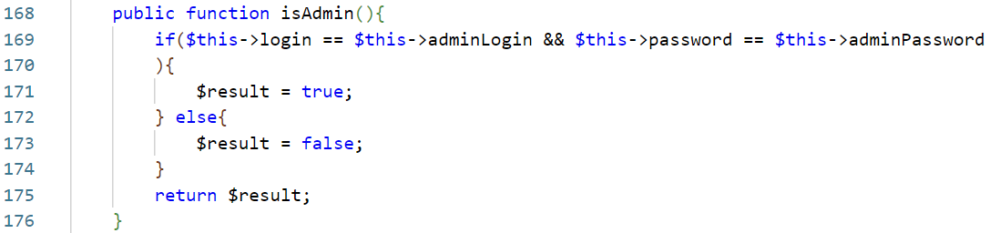 168 public function isAdmin(){
169 if($this->login == $this->adminLogin && $this->password == $this->adminPassword
170 ){
171 $result = true;
172 } else{
173 $result = false;
174 }
175 return $result;
176 }